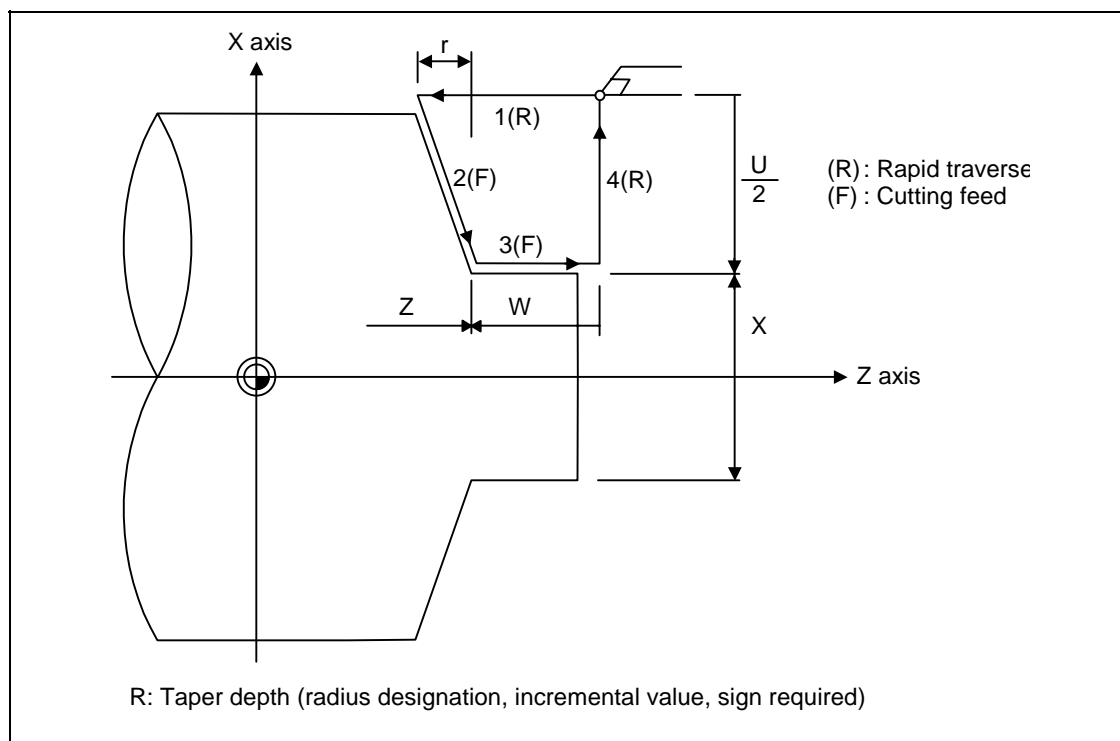 r
X axis
1(R)
2(F)
4(R)
U
2
(R) : Rapid traverse
(F) : Cutting feed
3(F)
Z
W
X
Z axis
R: Taper depth (radius designation, incremental value, sign required)